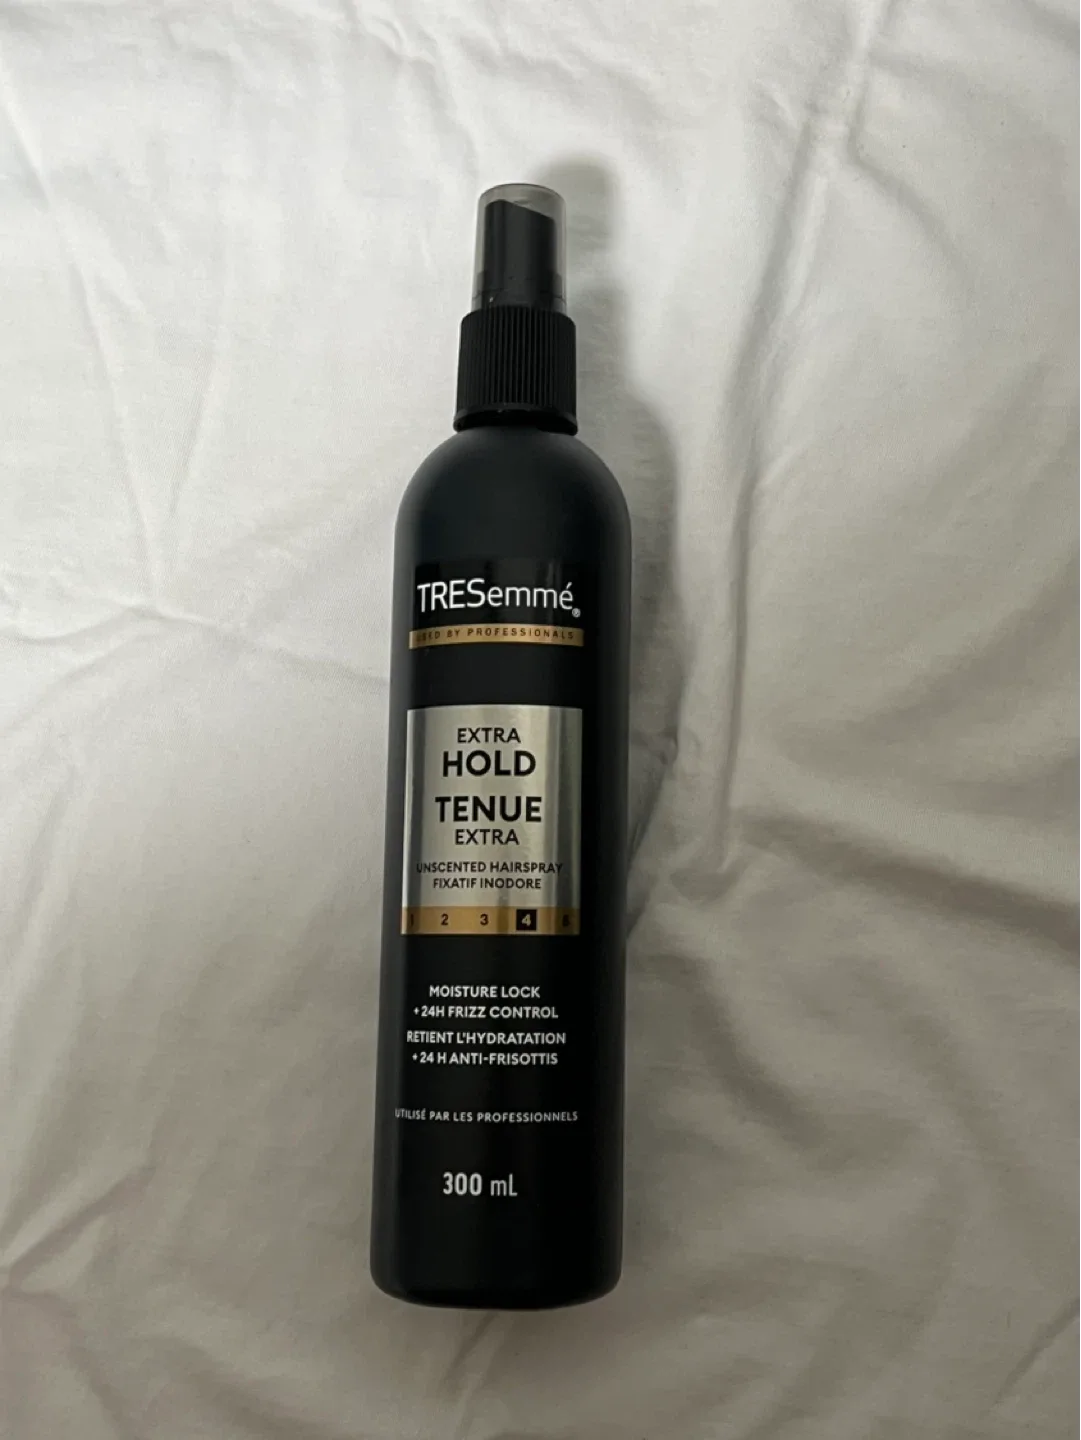 TRESemmé®
USED BY PROFESSIONALS
EXTRA
HOLD
TENUE
EXTRA
UNSCENTED HAIRSPRAY
FIXATIF INODORE
1 2 3 4 5
MOISTURE LOCK
+24H FRIZZ CONTROL
RETIENT L'HYDRATATION
+24 H ANTI-FRISOTTIS
UTILISÉ PAR LES PROFESSIONNELS
300 mL